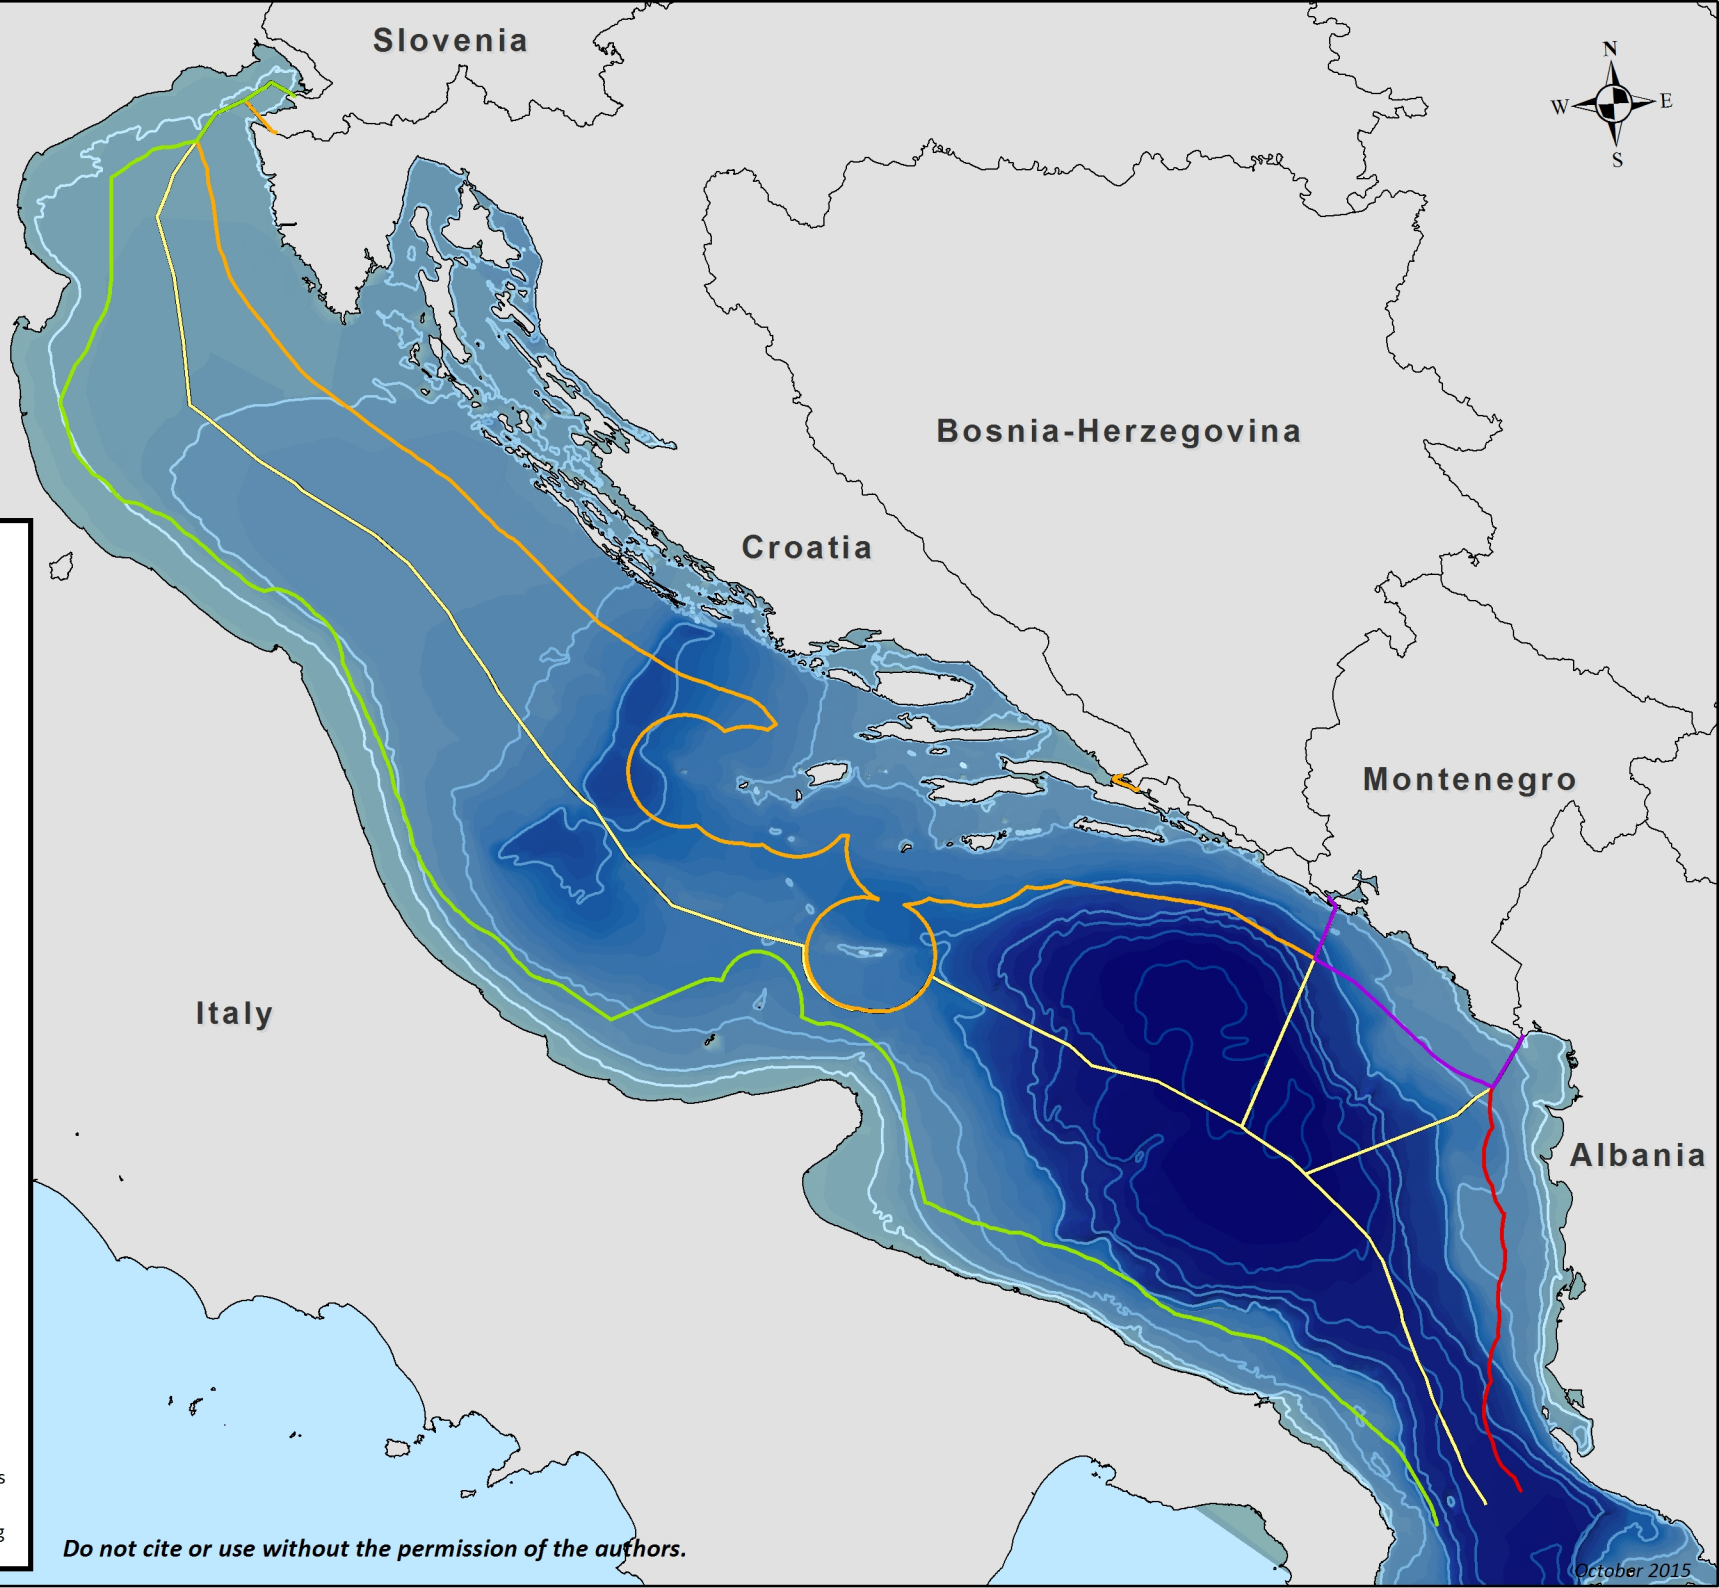 Slovenia
N
W
E
S
Bosnia-Herzegovina
Croatia
Montenegro
Italy
Albania
s
g
Do not cite or use without the permission of the authors.
October 2015